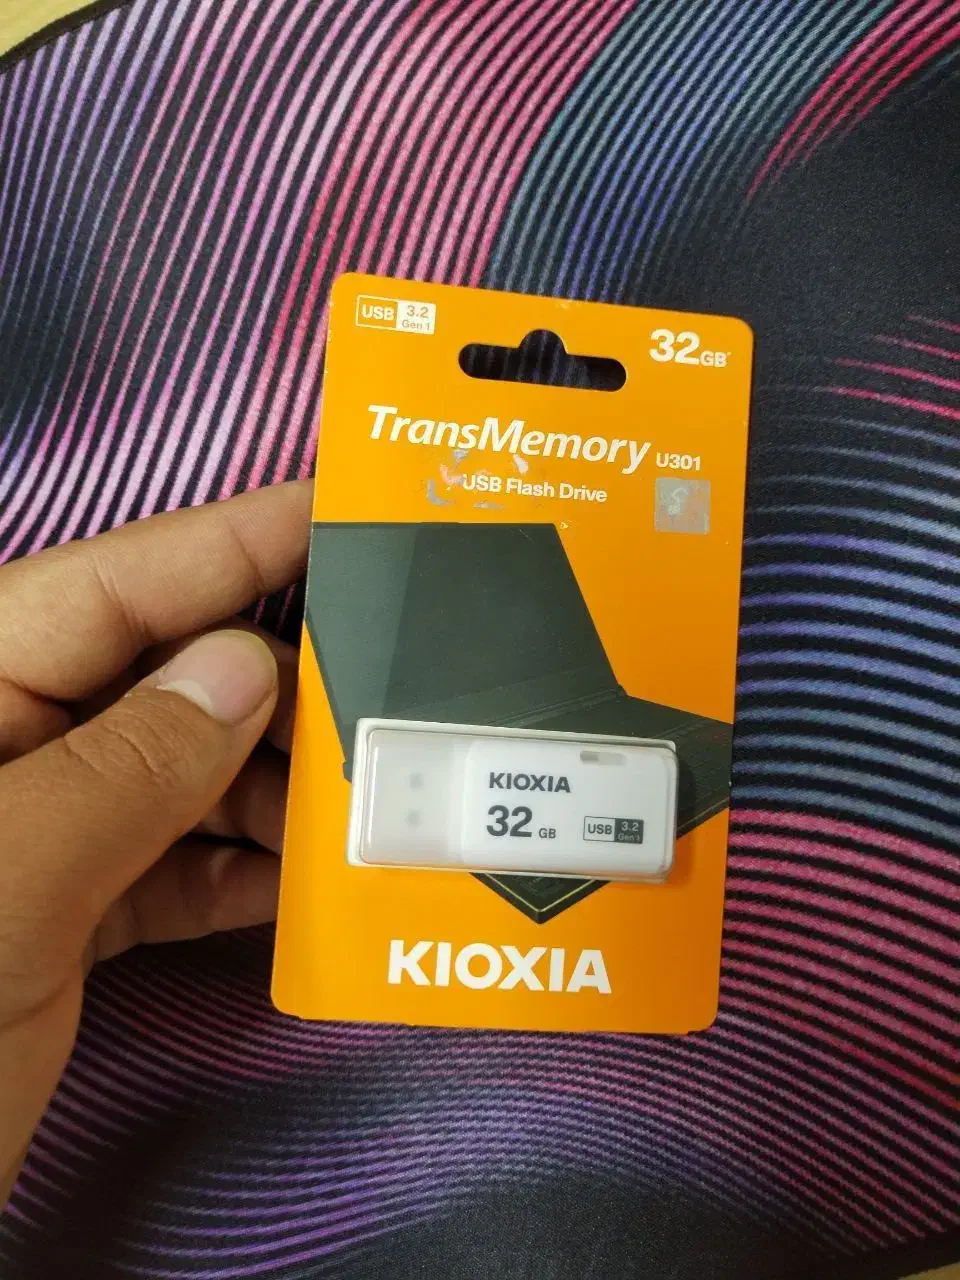 USB 3.2 Gen 1
32GB*
TransMemory U301
USB Flash Drive
KIOXIA
32 GB
USB 3.2 Gen 1
KIOXIA